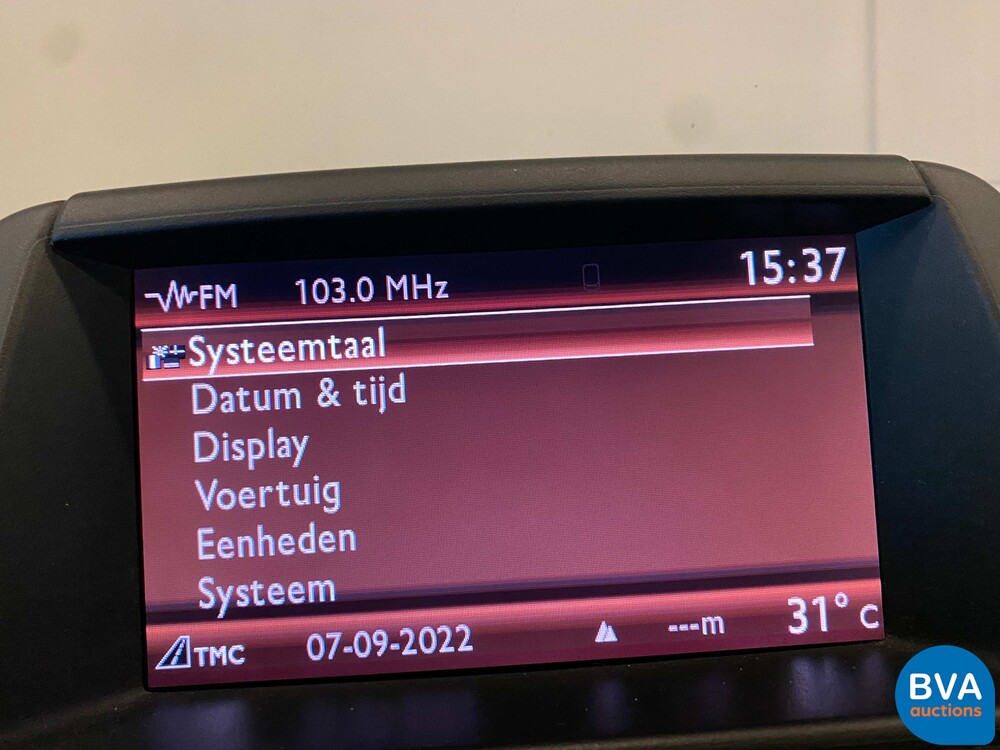 FM 103.0 MHz 15:37
Systeemtaal
Datum & tijd
Display
Voertuig
Eenheden
Systeem
TMC 07-09-2022 ---m 31° C
BVA
auctions